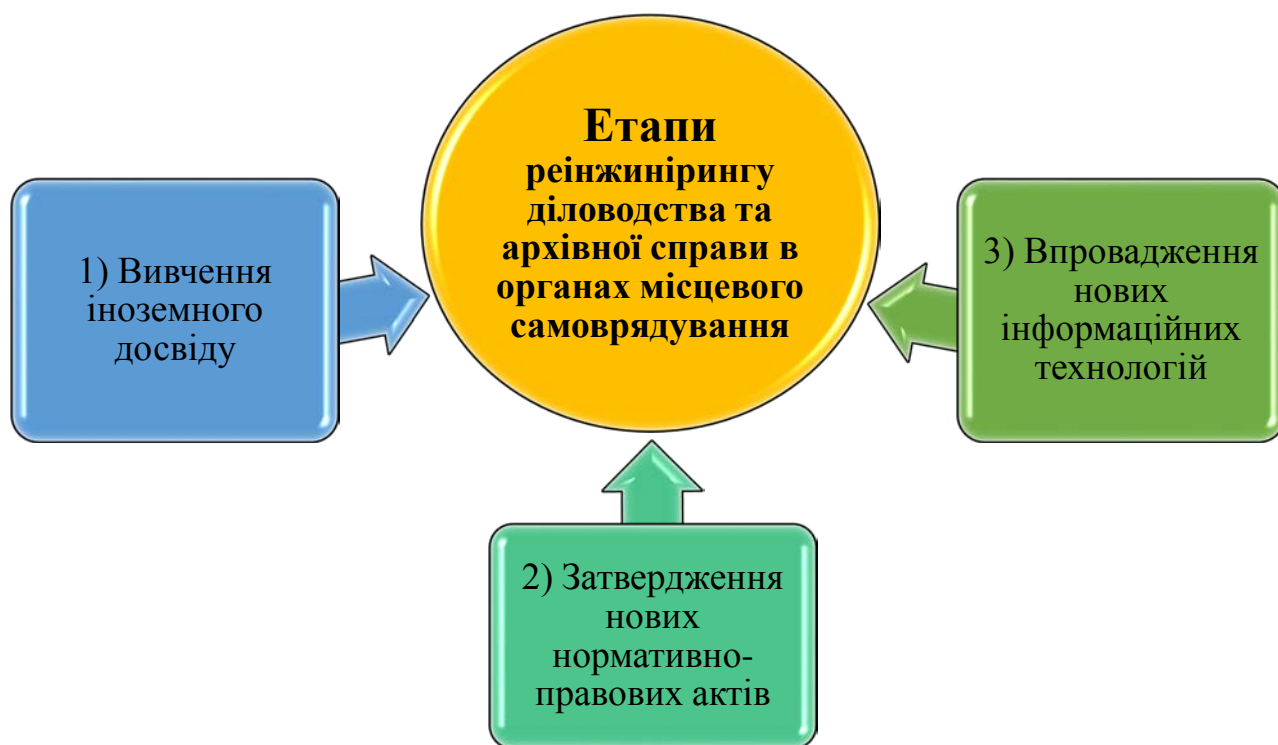 Етапи
реінжинірингу
діловодства та
архівної справи в
органах місцевого
самоврядування
1) Вивчення
іноземного
досвіду
2) Затвердження
нових
нормативно-
правових актів
3) Впровадження
нових
інформаційних
технологій